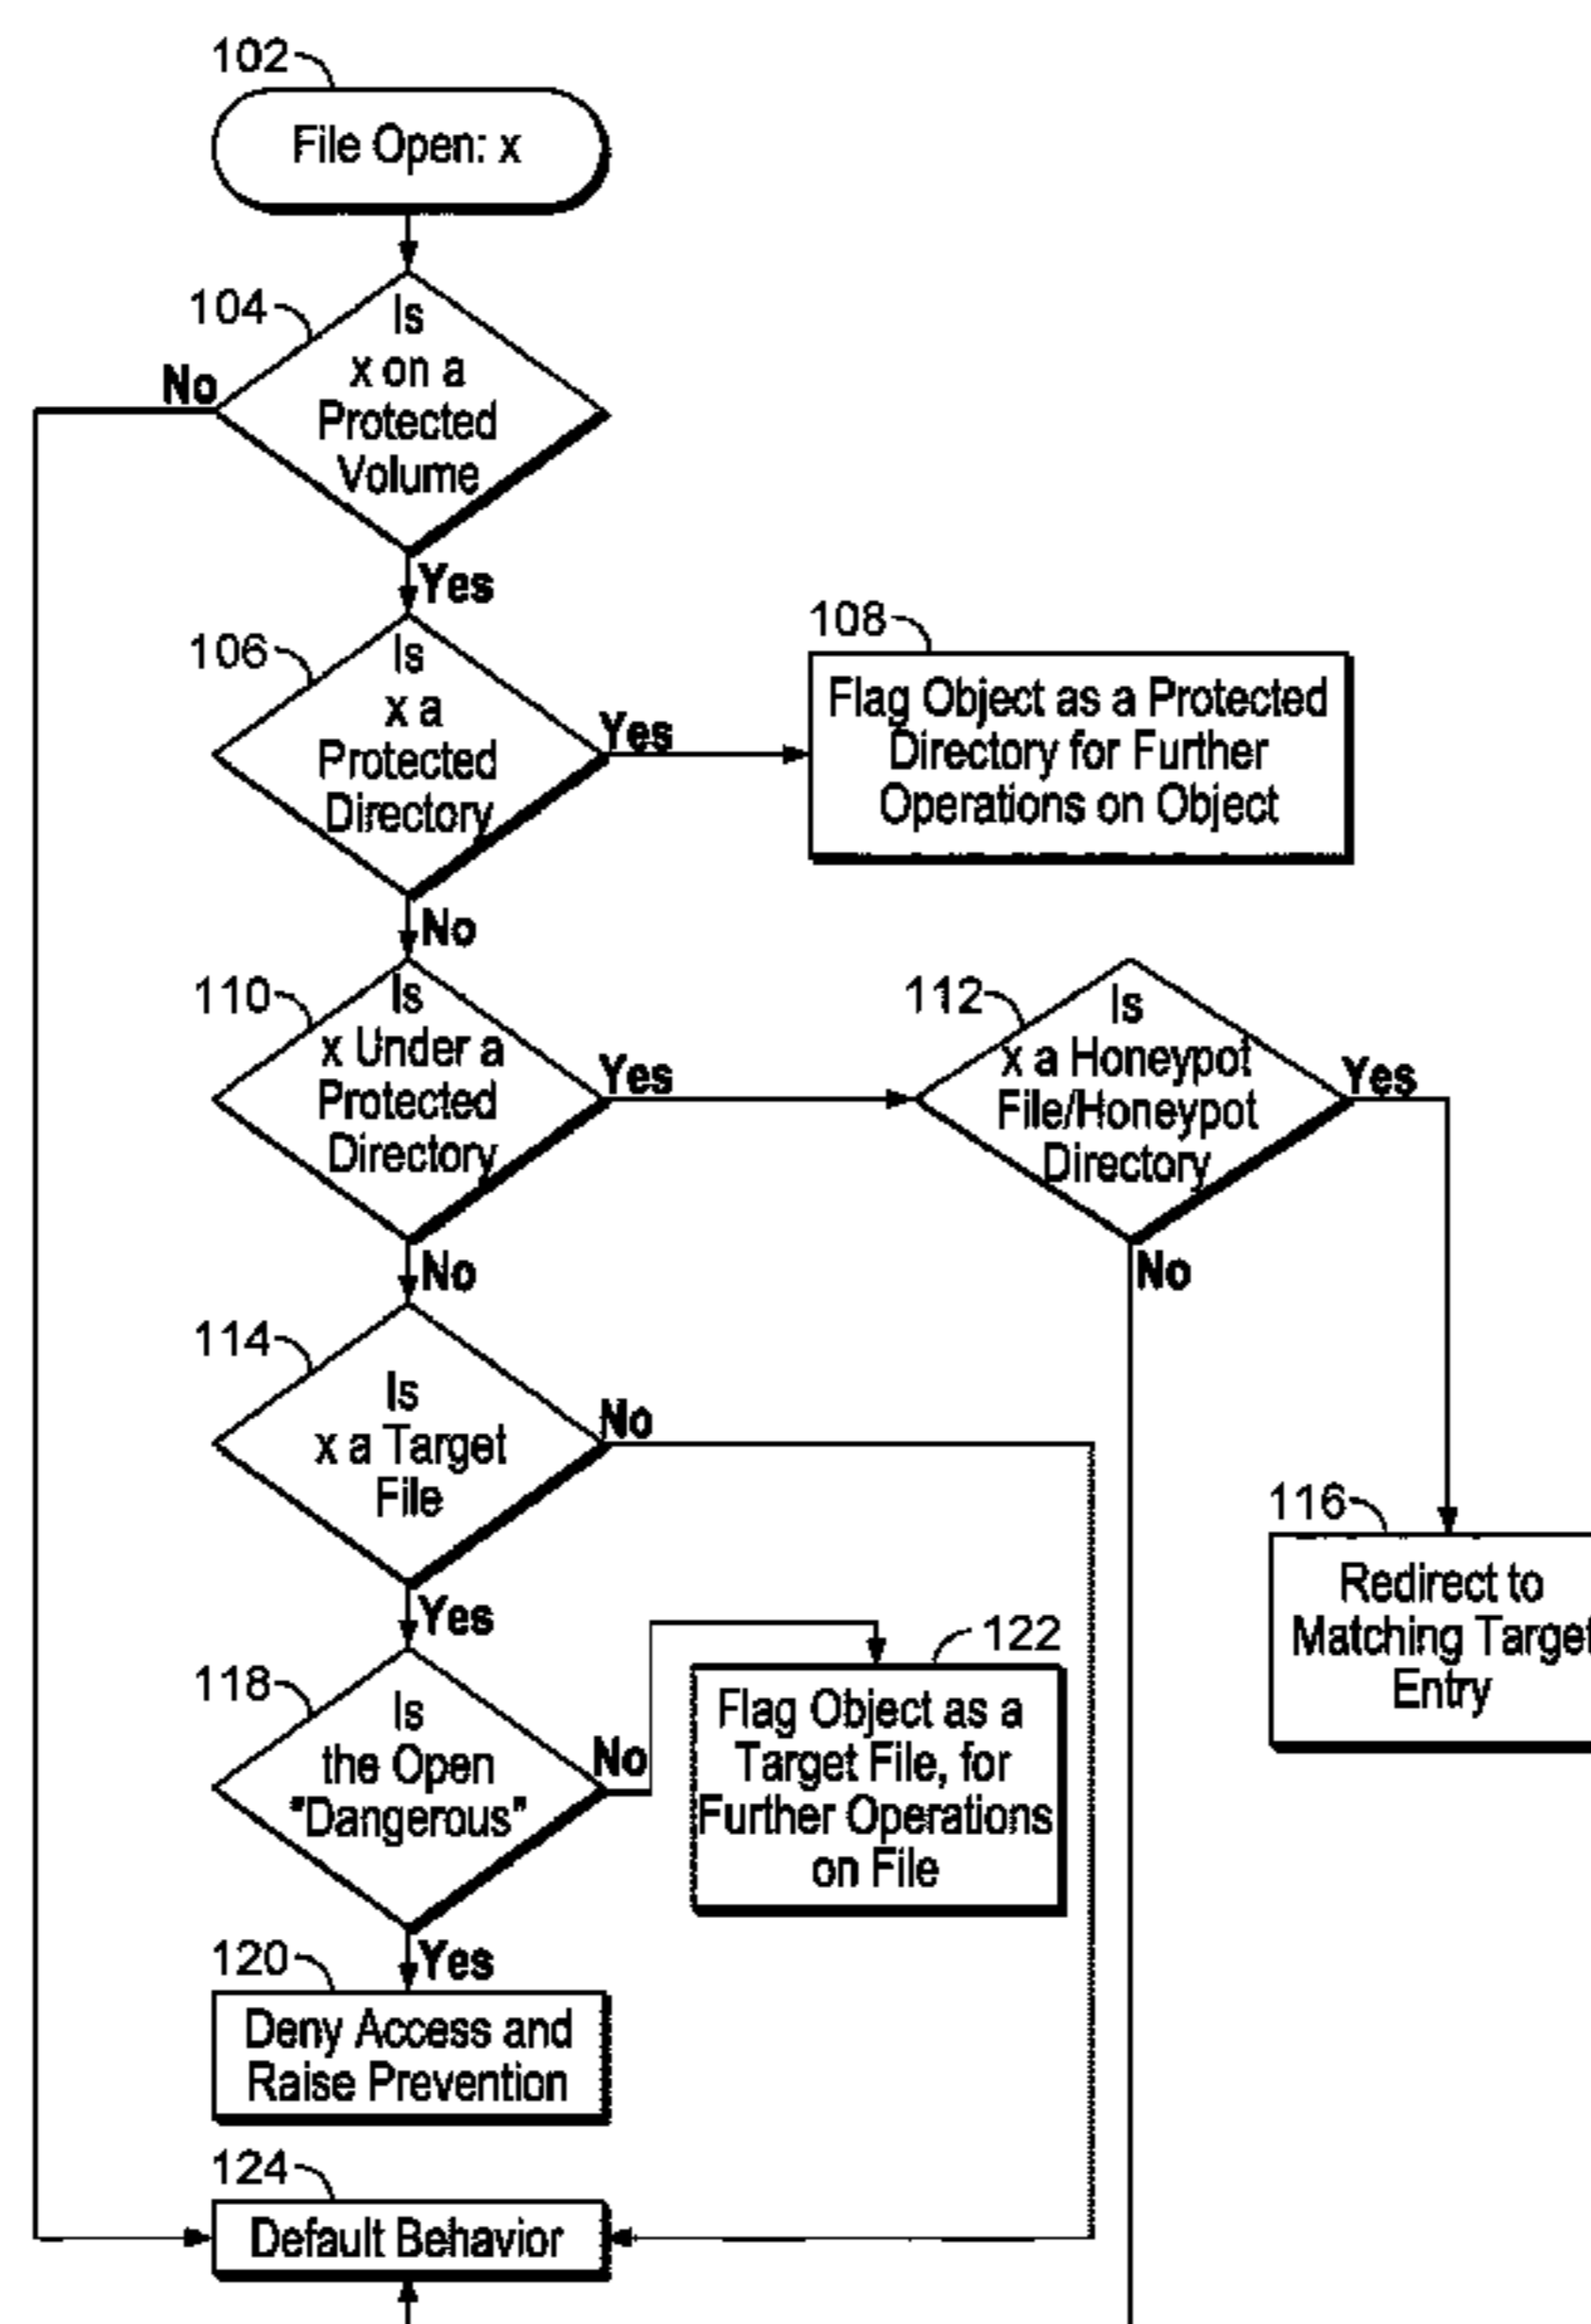 102
File Open: x
104
Is
x on a
Protected
Volume
No
Yes
106
Is
x a
Protected
Directory
Yes
108
Flag Object as a Protected
Directory for Further
Operations on Object
No
110
Is
x Under a
Protected
Directory
Yes
112
Is
x a Honeypot
File/Honeypot
Directory
Yes
No
No
114
Is
x a Target
File
No
116
Redirect to
Matching Target
Entry
Yes
118
Is
the Open
"Dangerous"
No
122
Flag Object as a
Target File, for
Further Operations
on File
Yes
120
Deny Access and
Raise Prevention
124
Default Behavior